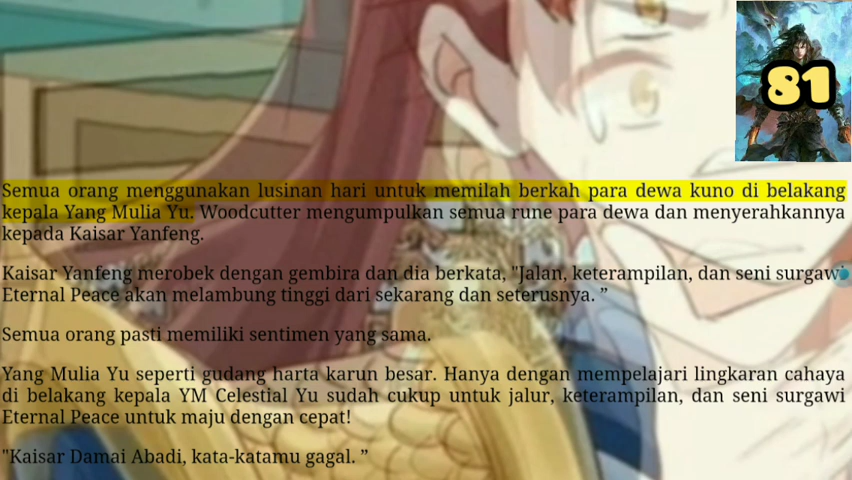 81
Semua orang menggunakan lusinan hari untuk memilah berkah para dewa kuno di belakang
kepala Yang Mulia Yu. Woodcutter mengumpulkan semua rune para dewa dan menyerahkannya
kepada Kaisar Yanfeng.
Kaisar Yanfeng merobek dengan gembira dan dia berkata, "Jalan, keterampilan, dan seni surgawi
Eternal Peace akan melambung tinggi dari sekarang dan seterusnya. ”
Semua orang pasti memiliki sentimen yang sama.
Yang Mulia Yu seperti gudang harta karun besar. Hanya dengan mempelajari lingkaran cahaya
di belakang kepala YM Celestial Yu sudah cukup untuk jalur, keterampilan, dan seni surgawi
Eternal Peace untuk maju dengan cepat!
"Kaisar Damai Abadi, kata-katamu gagal. ”